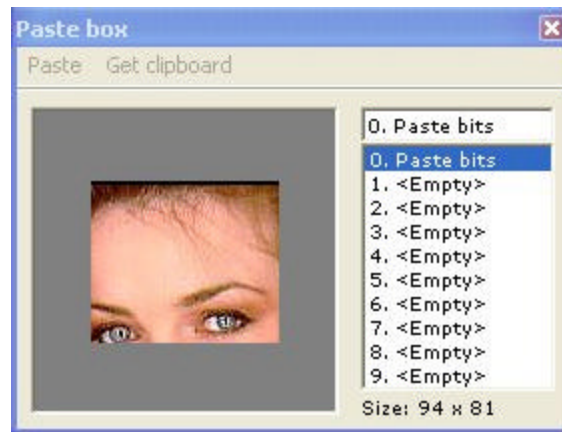 Paste box
Paste Get clipboard
0. Paste bits
0. Paste bits
1. <Empty>
2. <Empty>
3. <Empty>
4. <Empty>
5. <Empty>
6. <Empty>
7. <Empty>
8. <Empty>
9. <Empty>
Size: 94 x 81